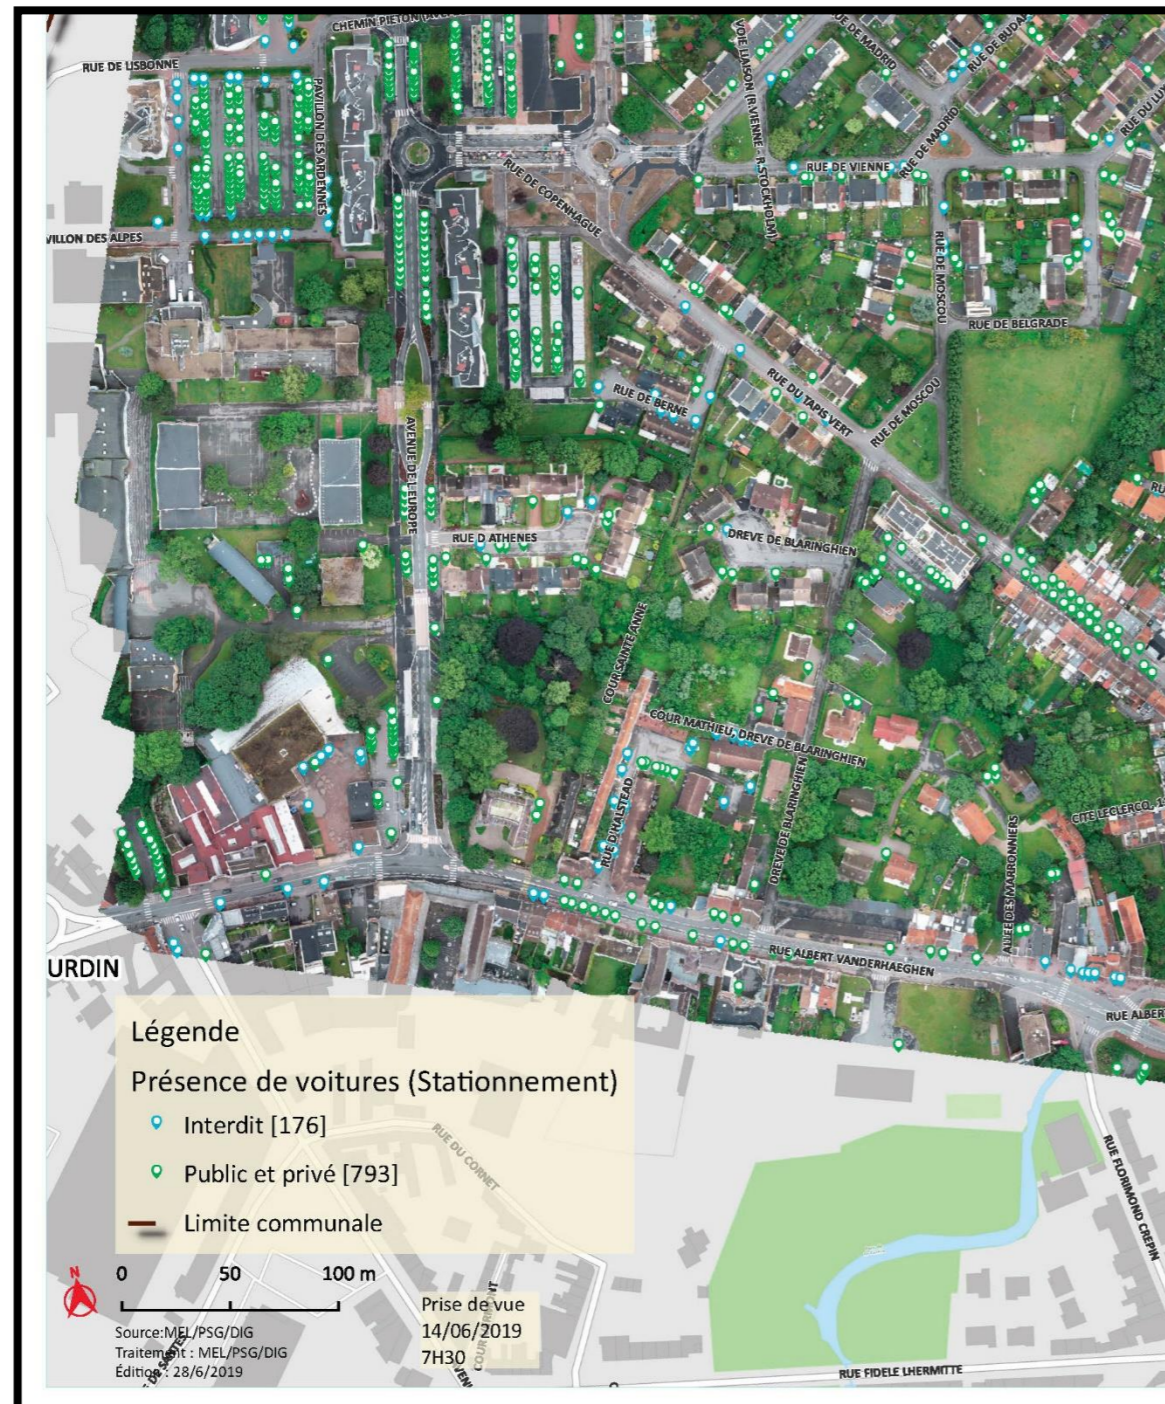 CHEMIN PIETON (AVE
VOIE LIAISON (R.VIENNE - R.STOCKHOLM)
UE DE MADRID
RUE DE BUDA
RUE DE LISBONNE
PAVILLON DES ARDENNES
RUE DU LU
RUE DE MADRID
RUE DE VIENNE
RUE DE COPENHAGUE
VILLON DES ALPES
RUE DE MOSCOU
RUE DE BELGRADE
RUE DU TAPIS VERT
RUE DE BERNE
RUE DE MOSCOU
AVENUE DE L'EUROPE
RU
RUE D ATHENES
DREVE DE BLARINGHIEN
COUR SAINTE ANNE
COUR MATHIEU, DREVE DE BLARINGHIEN
DREVE DE BLARINGHIEN
RUE D'HALSTEAD
CITE LECLERCQ, 1
ALLEE DES MARRONNIERS
RUE ALBERT VANDERHAEGHEN
URDIN
RUE ALBER
Légende
Présence de voitures (Stationnement)
Interdit [176]
Public et privé [793]
Limite communale
RUE DU CORNET
RUE FLORIMOND CREPIN
N
0 50 100 m
Prise de vue
14/06/2019
7H30
Source:MEL/PSG/DIG
Traitement : MEL/PSG/DIG
Édition : 28/6/2019
RUE FIDELE LHERMITTE